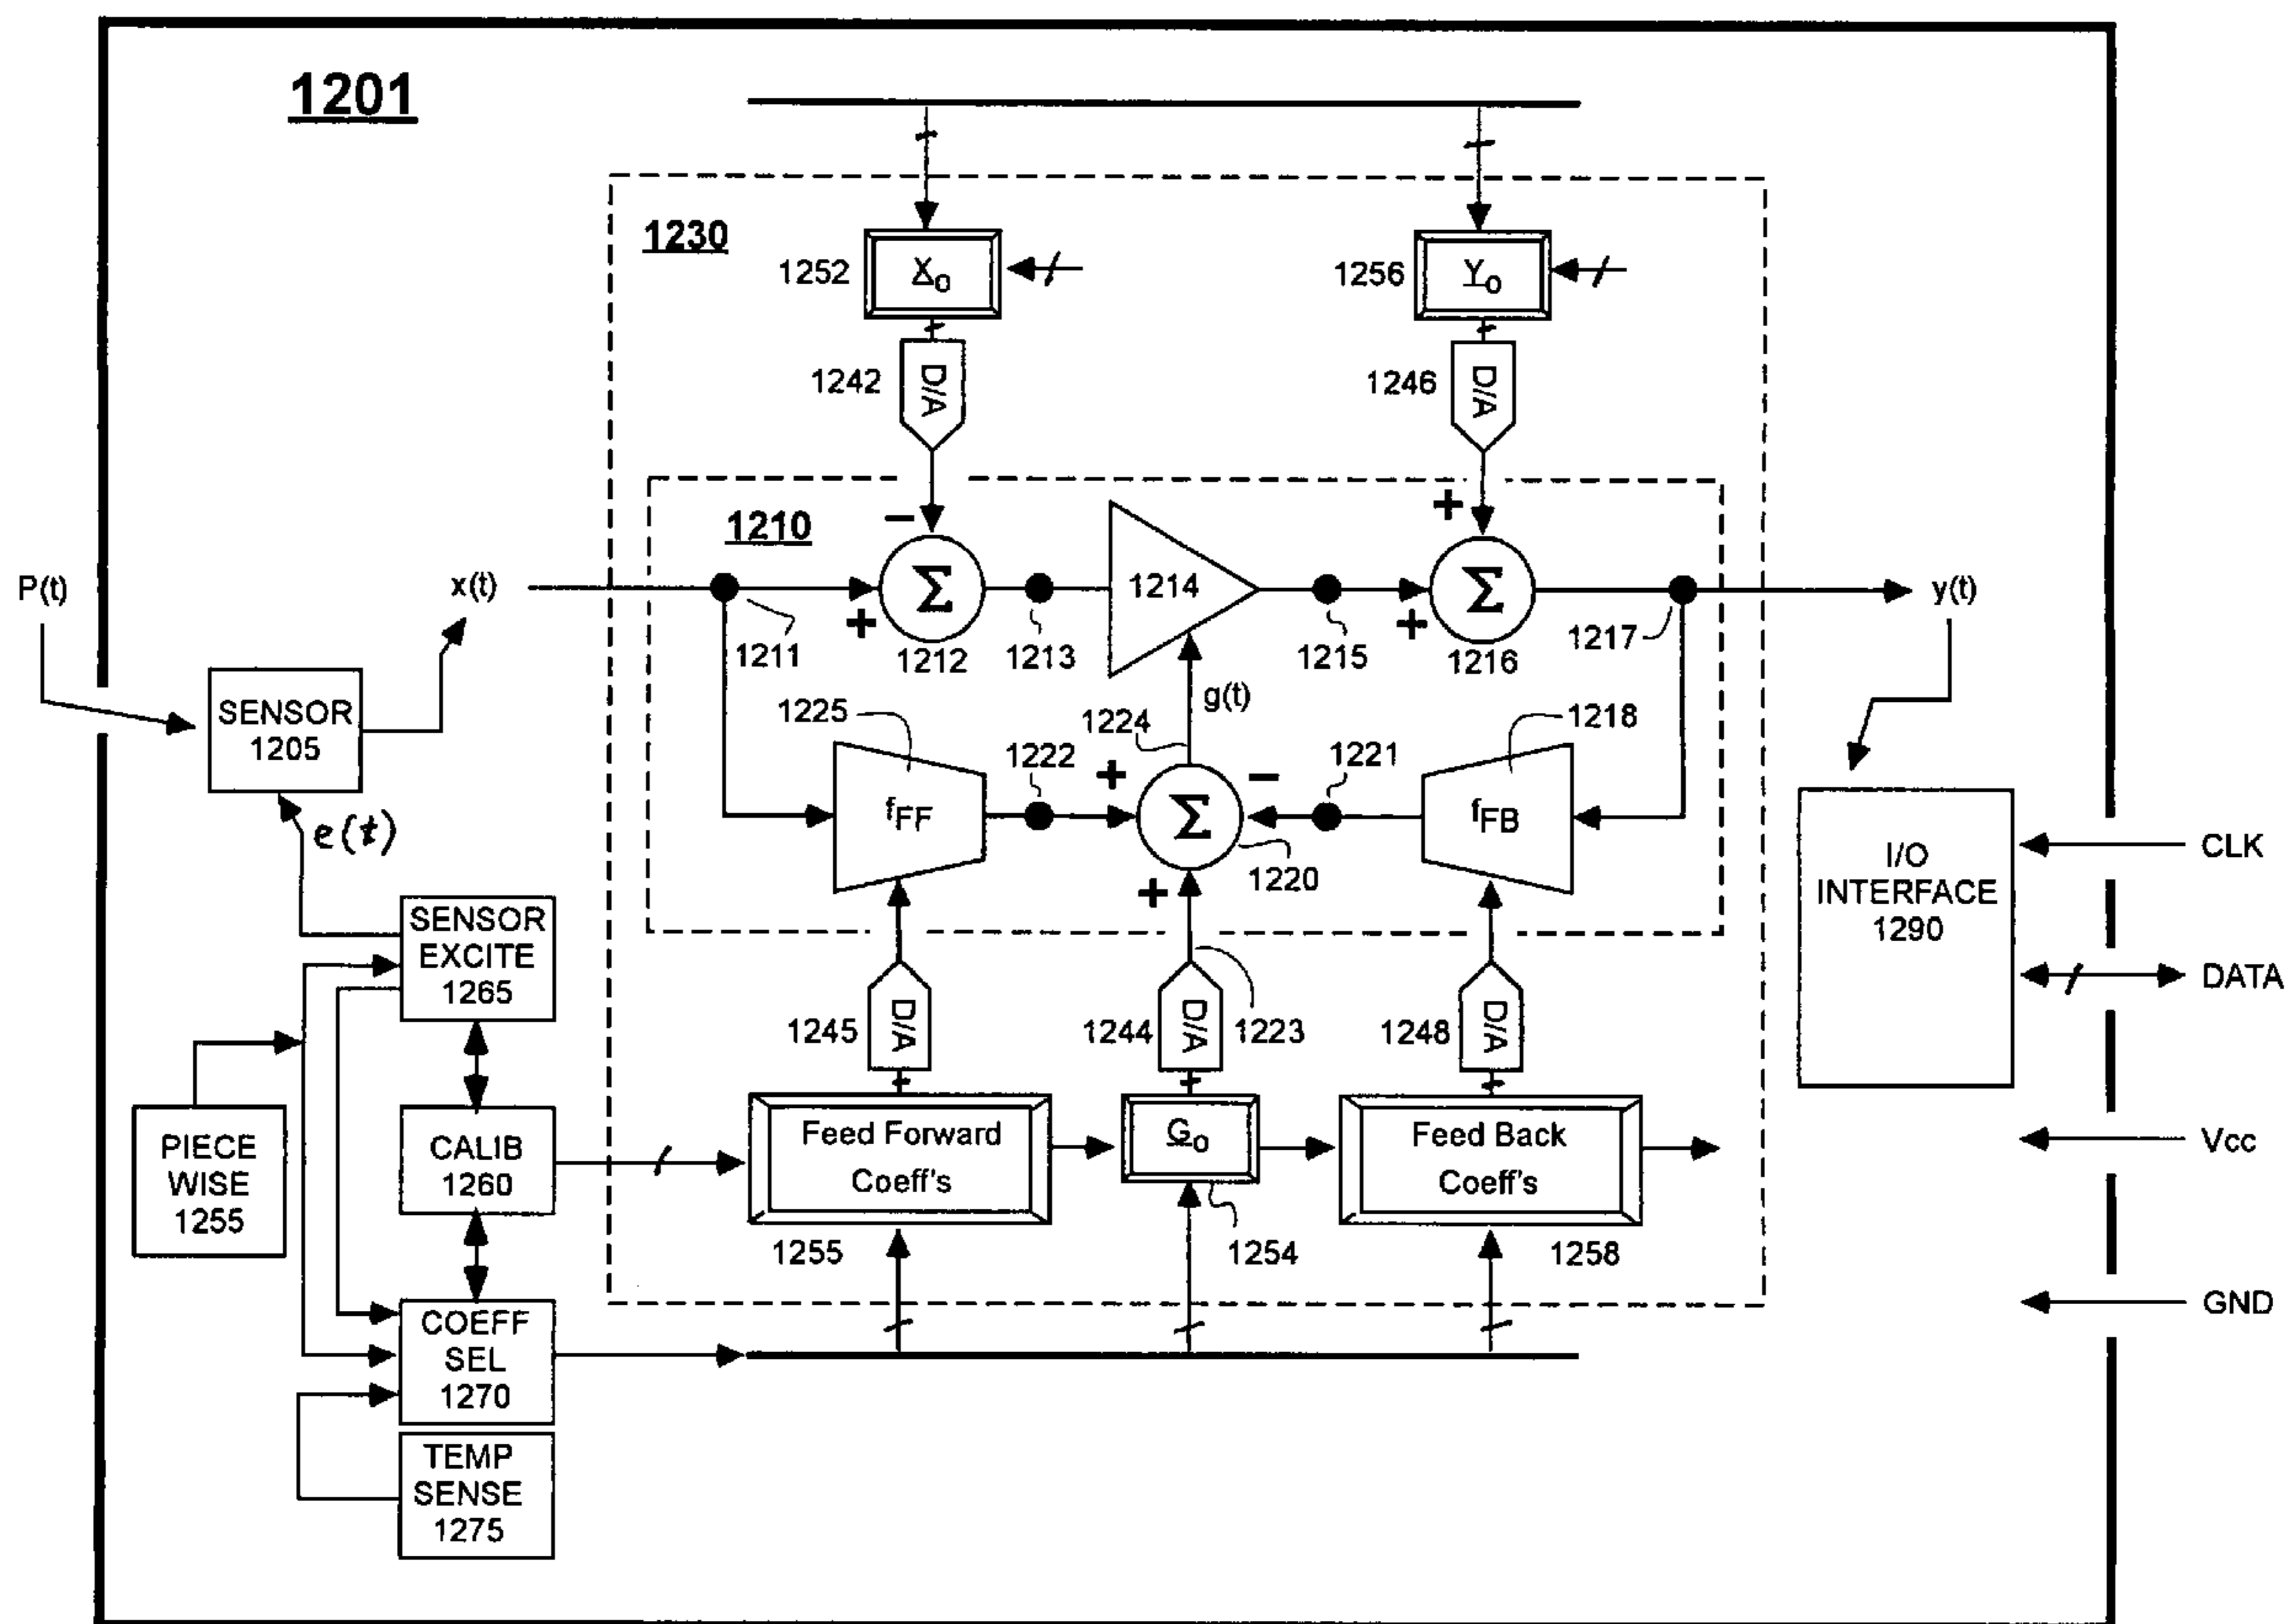 1201
1230
1252
X₀
1256
Y₀
1242
D/A
1246
D/A
1210
−
+
P(t)
x(t)
+
Σ
1214
+
Σ
y(t)
1211
1212
1213
1215
1216
1217
SENSOR
1205
g(t)
1225
1222
1224
1221
1218
+
−
f_FF
Σ
f_FB
e(t)
+
1220
CLK
I/O
INTERFACE
1290
SENSOR
EXCITE
1265
DATA
1245
D/A
1244
D/A
1223
1248
D/A
PIECE
WISE
1255
CALIB
1260
Feed Forward
Coeff's
G₀
Feed Back
Coeff's
Vcc
1255
1254
1258
GND
COEFF
SEL
1270
TEMP
SENSE
1275